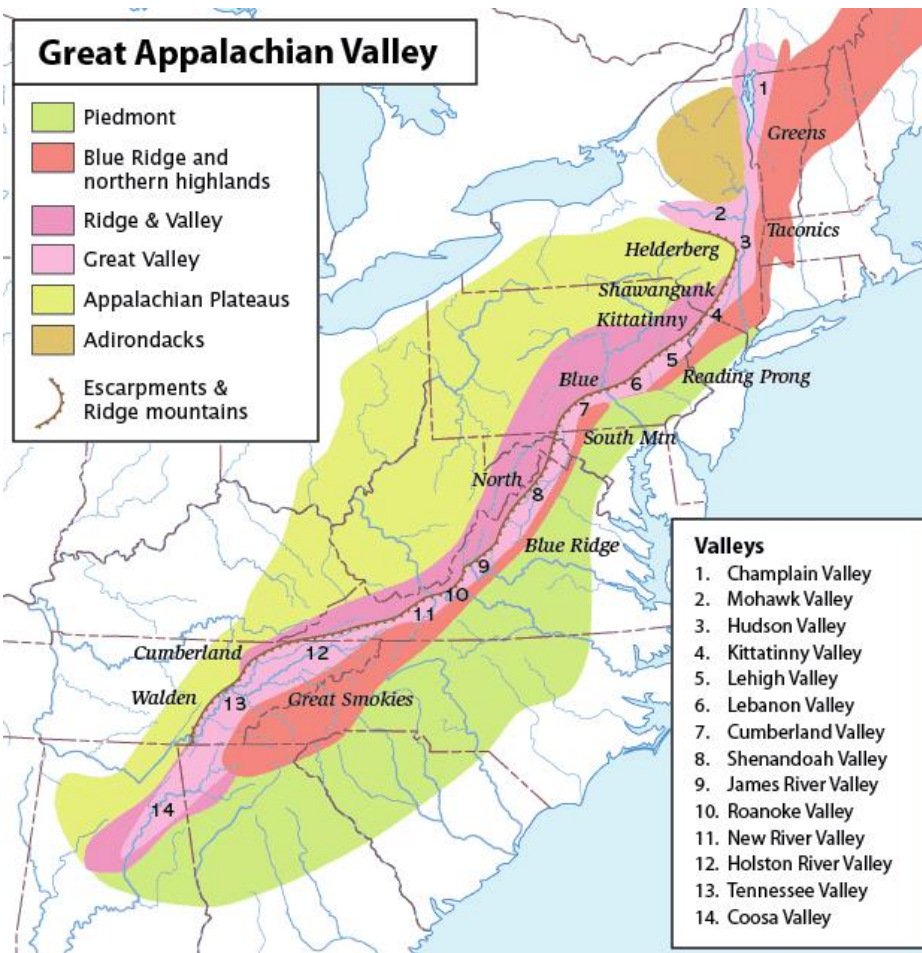 Great Appalachian Valley
Piedmont
Blue Ridge and
northern highlands
Ridge & Valley
Great Valley
Appalachian Plateaus
Adirondacks
Escarpments &
Ridge mountains
1
Greens
2
Taconics
3
Helderberg
Shawangunk
4
Kittatinny
5
Reading Prong
Blue
6
7
South Mtn
North
8
Blue Ridge
9
10
11
Cumberland
12
Walden
13
Great Smokies
14
Valleys
1. Champlain Valley
2. Mohawk Valley
3. Hudson Valley
4. Kittatinny Valley
5. Lehigh Valley
6. Lebanon Valley
7. Cumberland Valley
8. Shenandoah Valley
9. James River Valley
10. Roanoke Valley
11. New River Valley
12. Holston River Valley
13. Tennessee Valley
14. Coosa Valley